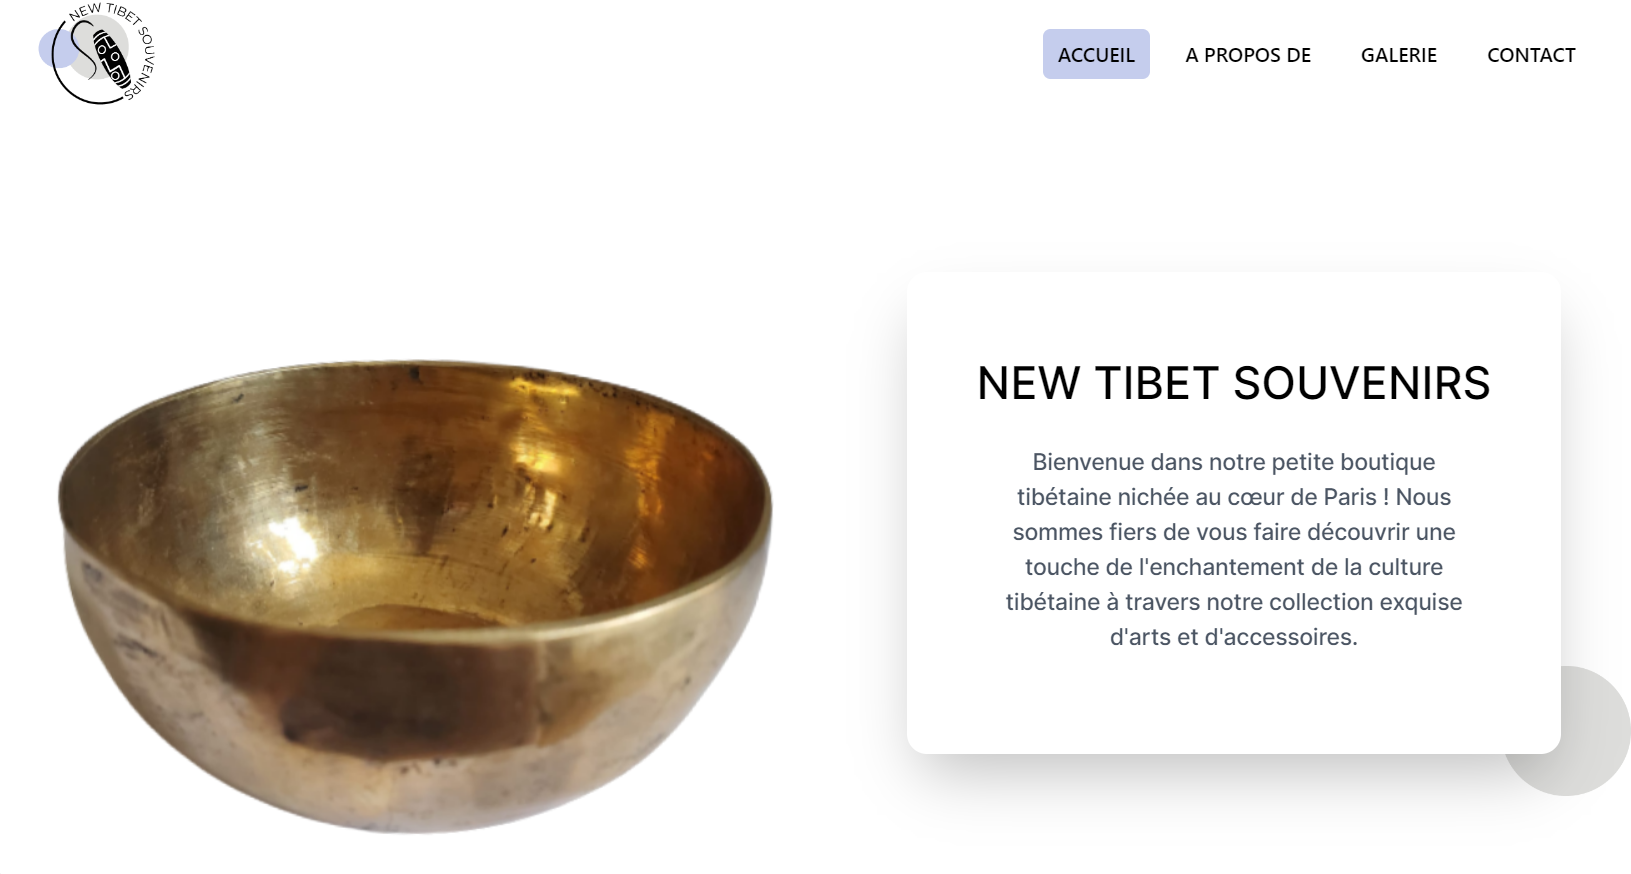 NEW TIBET SOUVENIRS
ACCUEIL
A PROPOS DE
GALERIE
CONTACT
NEW TIBET SOUVENIRS
Bienvenue dans notre petite boutique
tibétaine nichée au cœur de Paris ! Nous
sommes fiers de vous faire découvrir une
touche de l'enchantement de la culture
tibétaine à travers notre collection exquise
d'arts et d'accessoires.